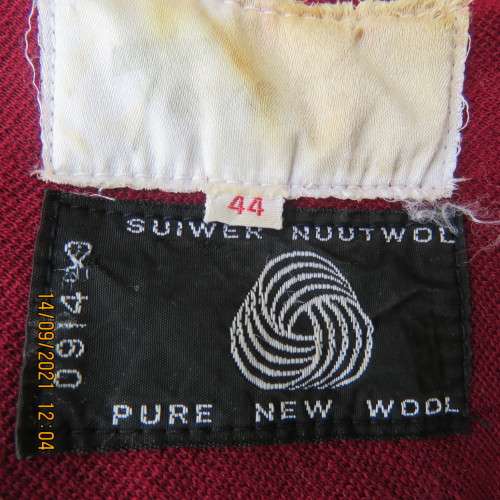 44
SUIWER NUUTWOL
PURE NEW WOOL
14/09/2021 12:04